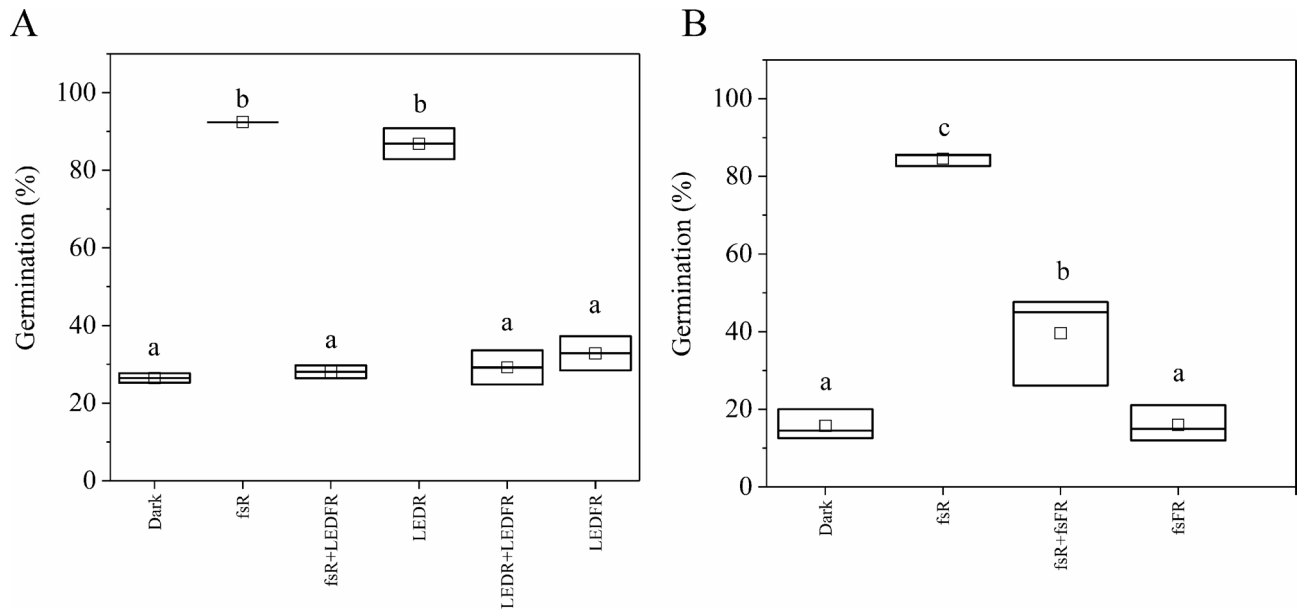 A
Germination (%)
100
80
60
40
20
0
a
b
a
b
a
a
Dark
fsR
fsR+LEDFR
LEDR
LEDR+LEDFR
LEDFR
B
Germination (%)
100
80
60
40
20
0
a
c
b
a
Dark
fsR
fsR+fsFR
fsFR